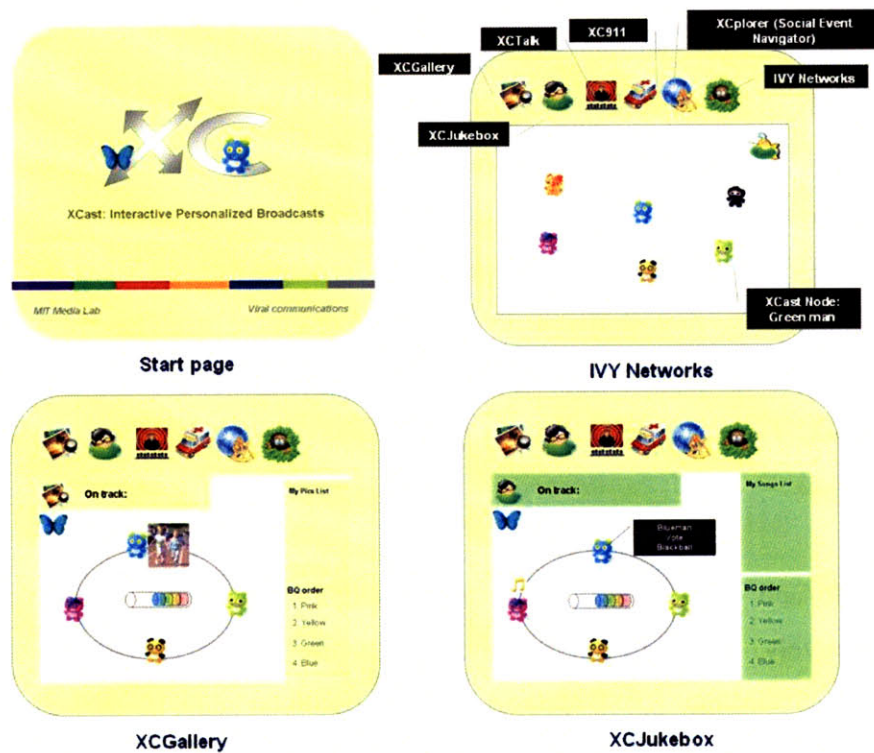 XC
XCast: Interactive Personalized Broadcasts
MIT Media Lab
Viral communications
Start page
XCGallery
XCTalk
XC911
XCplorer (Social Event
Navigator)
IVY Networks
XCJukebox
XCast Node:
Green man
IVY Networks
On track:
My Pics List
BQ order
1 Pink
2 Yellow
3 Green
4 Blue
XCGallery
On track:
My Songs List
Blueman
Blackball
BQ order
1 Pink
2 Yellow
3 Green
4 Blue
XCJukebox